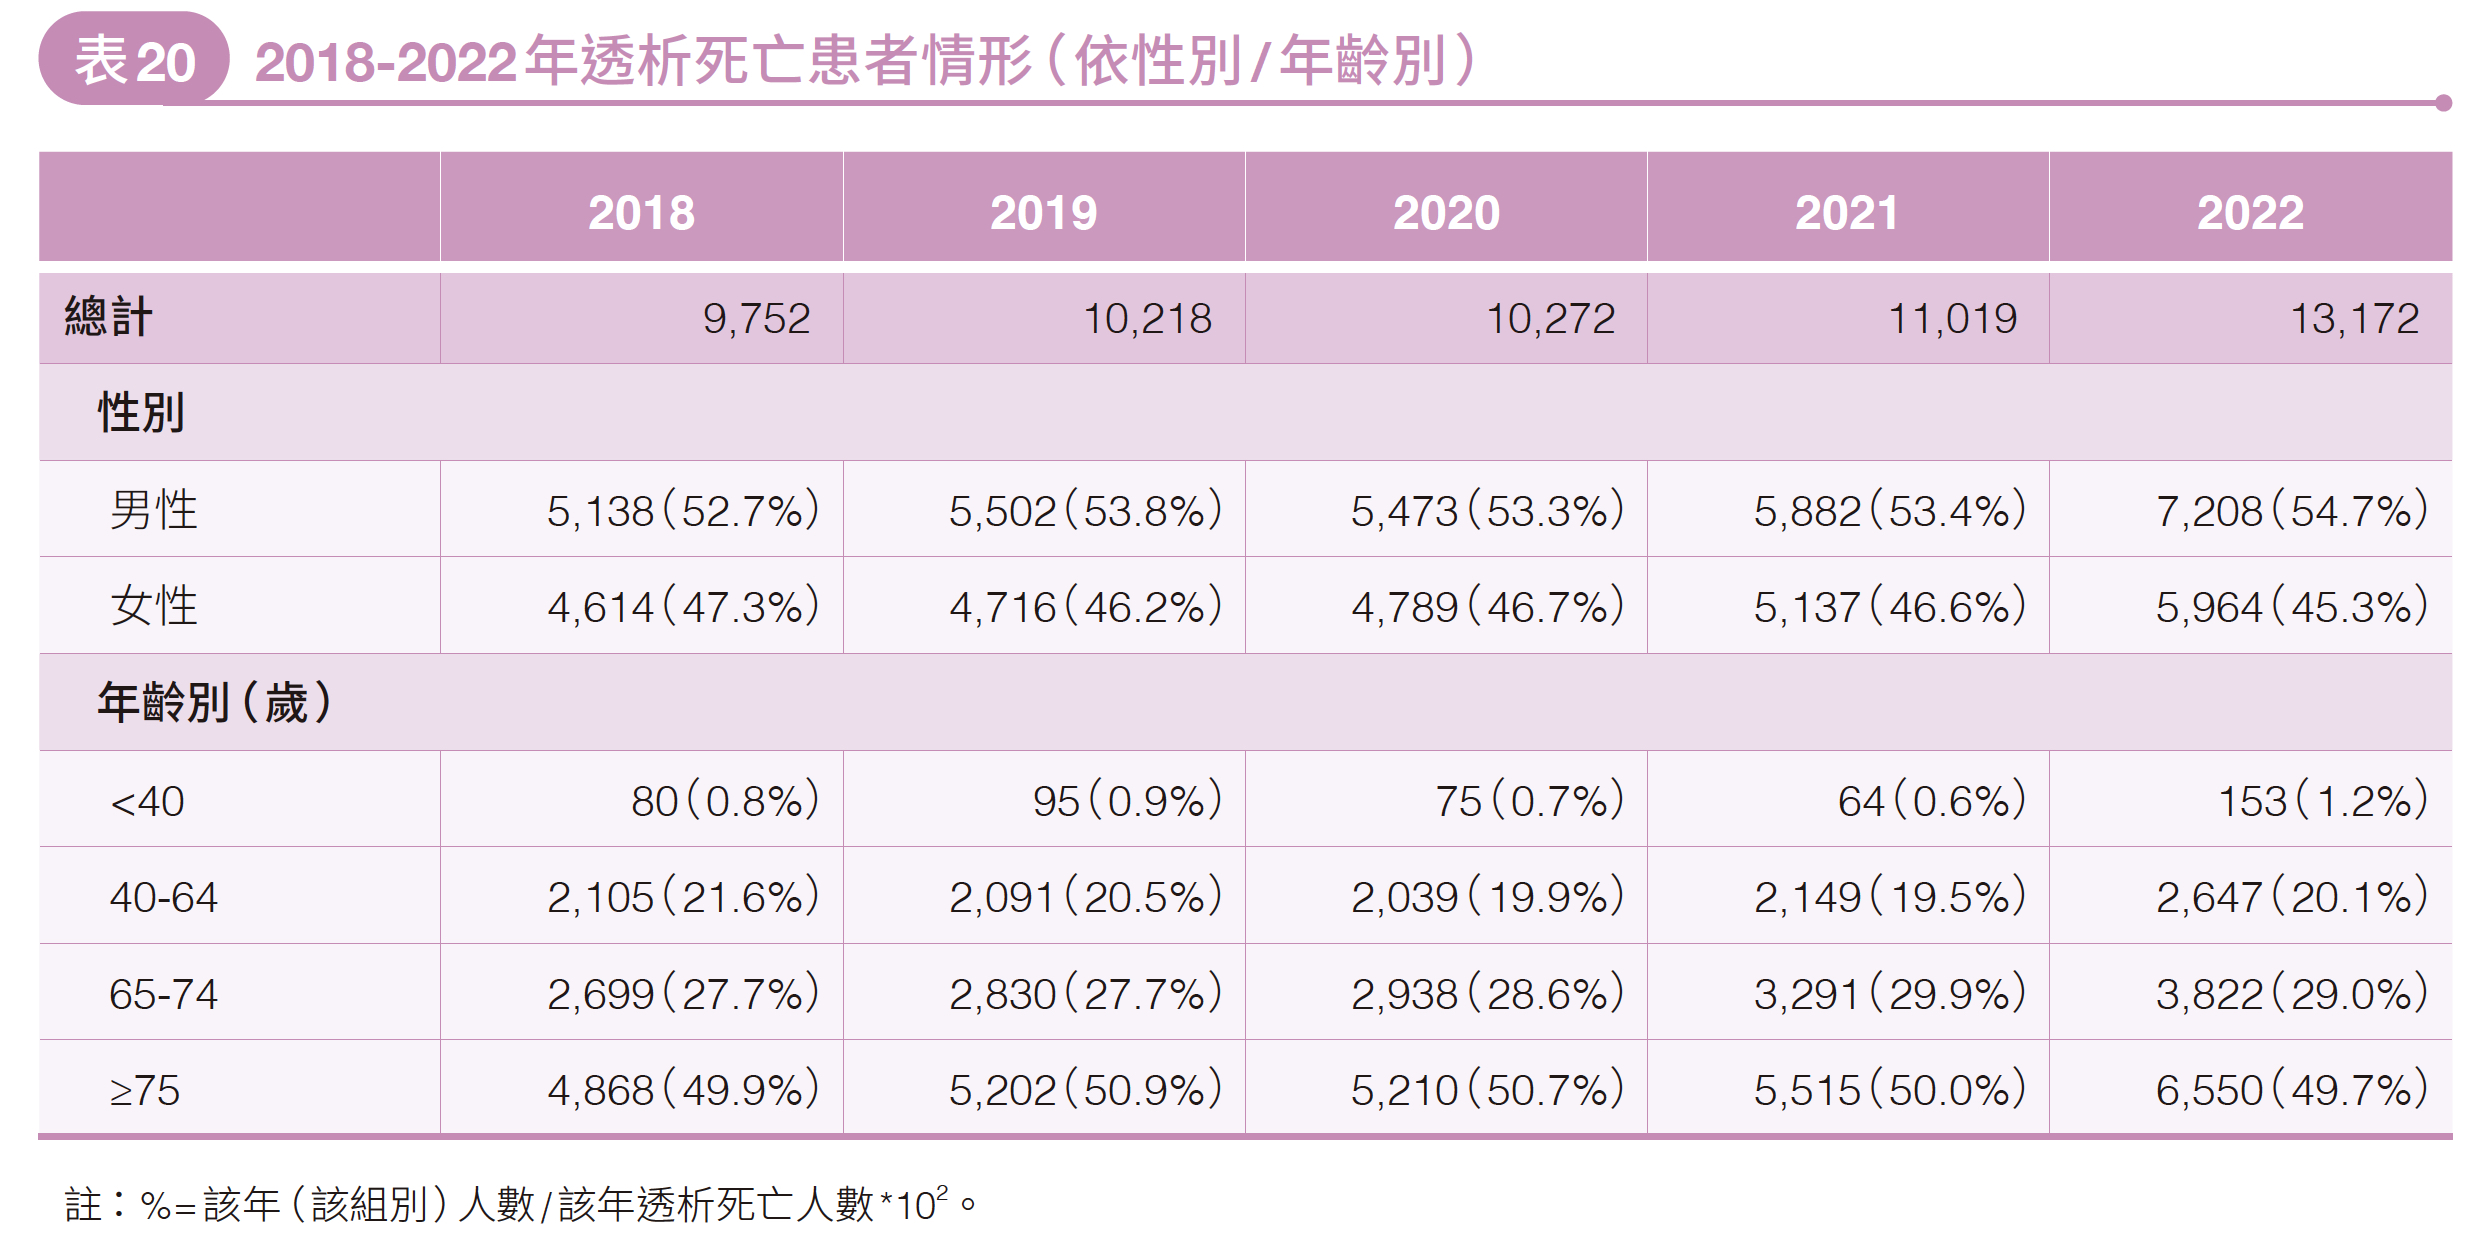 表20 2018-2022年透析死亡患者情形（依性別/年齡別）
2018 2019 2020 2021 2022
總計 9,752 10,218 10,272 11,019 13,172
性別
男性 5,138（52.7%） 5,502（53.8%） 5,473（53.3%） 5,882（53.4%） 7,208（54.7%）
女性 4,614（47.3%） 4,716（46.2%） 4,789（46.7%） 5,137（46.6%） 5,964（45.3%）
年齡別（歲）
<40 80（0.8%） 95（0.9%） 75（0.7%） 64（0.6%） 153（1.2%）
40-64 2,105（21.6%） 2,091（20.5%） 2,039（19.9%） 2,149（19.5%） 2,647（20.1%）
65-74 2,699（27.7%） 2,830（27.7%） 2,938（28.6%） 3,291（29.9%） 3,822（29.0%）
≥75 4,868（49.9%） 5,202（50.9%） 5,210（50.7%） 5,515（50.0%） 6,550（49.7%）
註：%=該年（該組別）人數/該年透析死亡人數*10²。